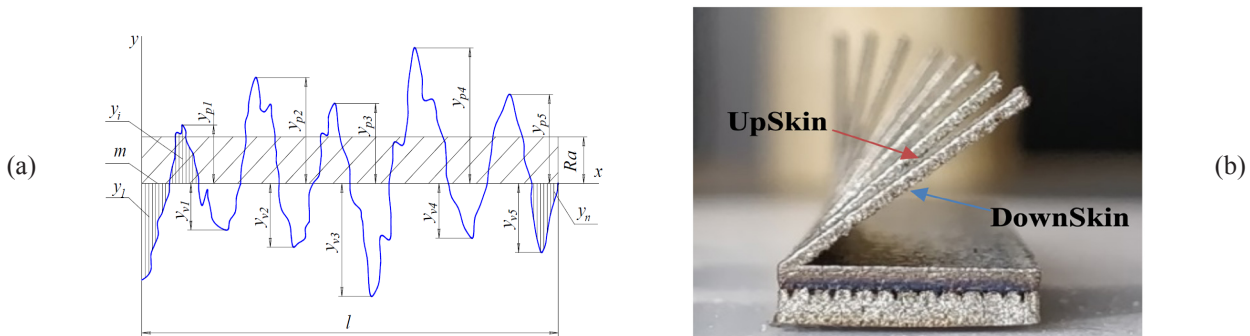 (a)
y
y_i
m
y_1
y_p1
y_p2
y_p3
y_p4
y_p5
Ra
x
y_v1
y_v2
y_v3
y_v4
y_v5
y_n
l
UpSkin
DownSkin
(b)